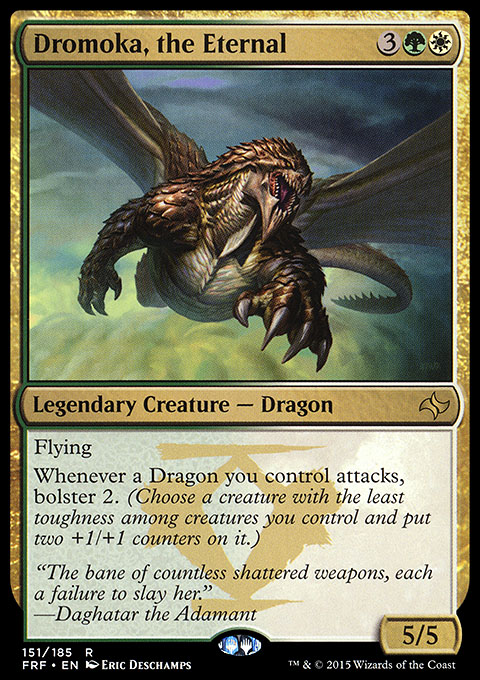 Dromoka, the Eternal 3
Legendary Creature — Dragon
Flying
Whenever a Dragon you control attacks,
bolster 2. (Choose a creature with the least
toughness among creatures you control and put
two +1/+1 counters on it.)
“The bane of countless shattered weapons, each
a failure to slay her.”
—Daghatar the Adamant
5/5
151/185 R
FRF • EN Eric Deschamps
™ & © 2015 Wizards of the Coast